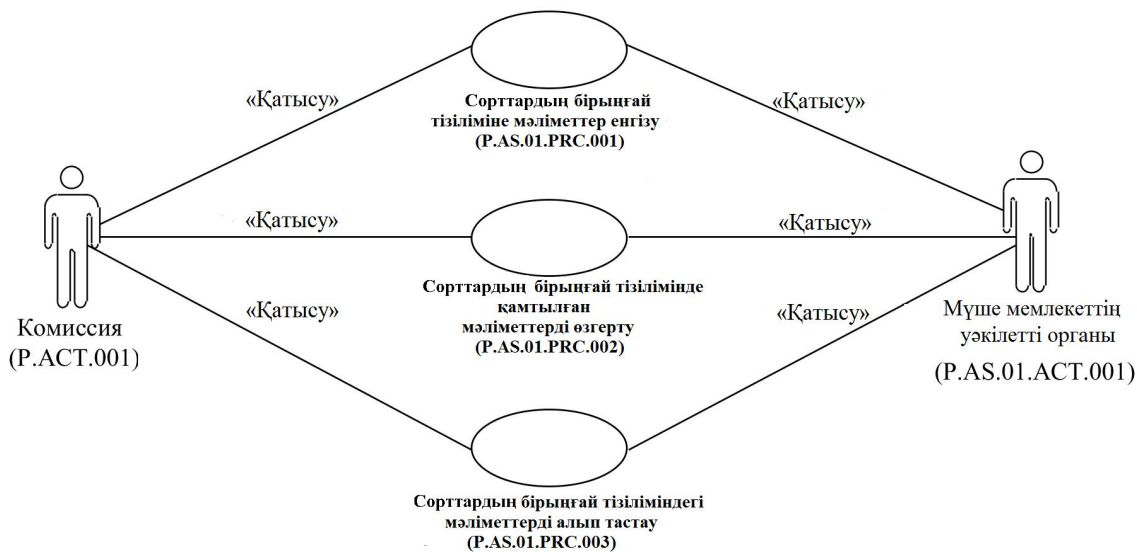 «Қатысу»
«Қатысу»
Сорттардың бірыңғай
тізіліміне мәліметтер енгізу
(P.AS.01.PRC.001)
«Қатысу»
«Қатысу»
Сорттардың бірыңғай тізілімінде
қамтылған
мәліметтерді өзгерту
(P.AS.01.PRC.002)
«Қатысу»
«Қатысу»
Комиссия
(P.ACT.001)
Мүше мемлекеттің
уәкілетті органы
(P.AS.01.ACT.001)
Сорттардың бірыңғай тізіліміндегі
мәліметтерді алып тастау
(P.AS.01.PRC.003)